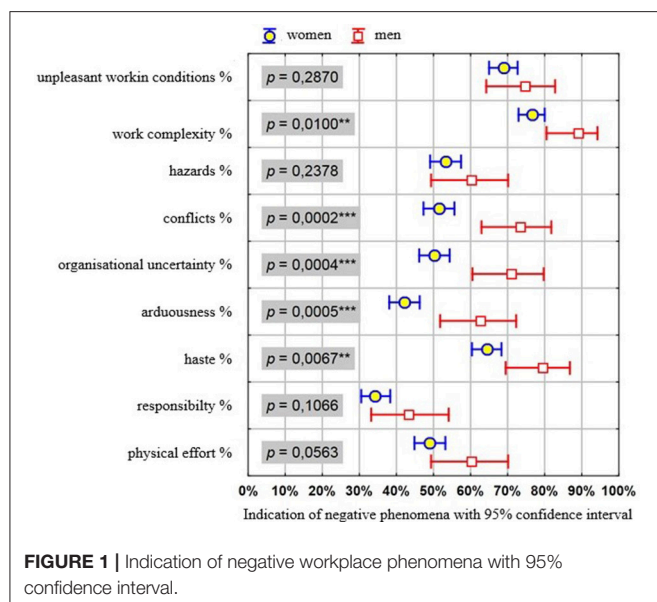 women men
unpleasant workin conditions % p = 0,2870
work complexity % p = 0,0100**
hazards % p = 0,2378
conflicts % p = 0,0002***
organisational uncertainty % p = 0,0004***
arduousness % p = 0,0005***
haste % p = 0,0067**
responsibilty % p = 0,1066
physical effort % p = 0,0563
0% 10% 20% 30% 40% 50% 60% 70% 80% 90% 100%
Indication of negative phenomena with 95% confidence interval
FIGURE 1 | Indication of negative workplace phenomena with 95%
confidence interval.